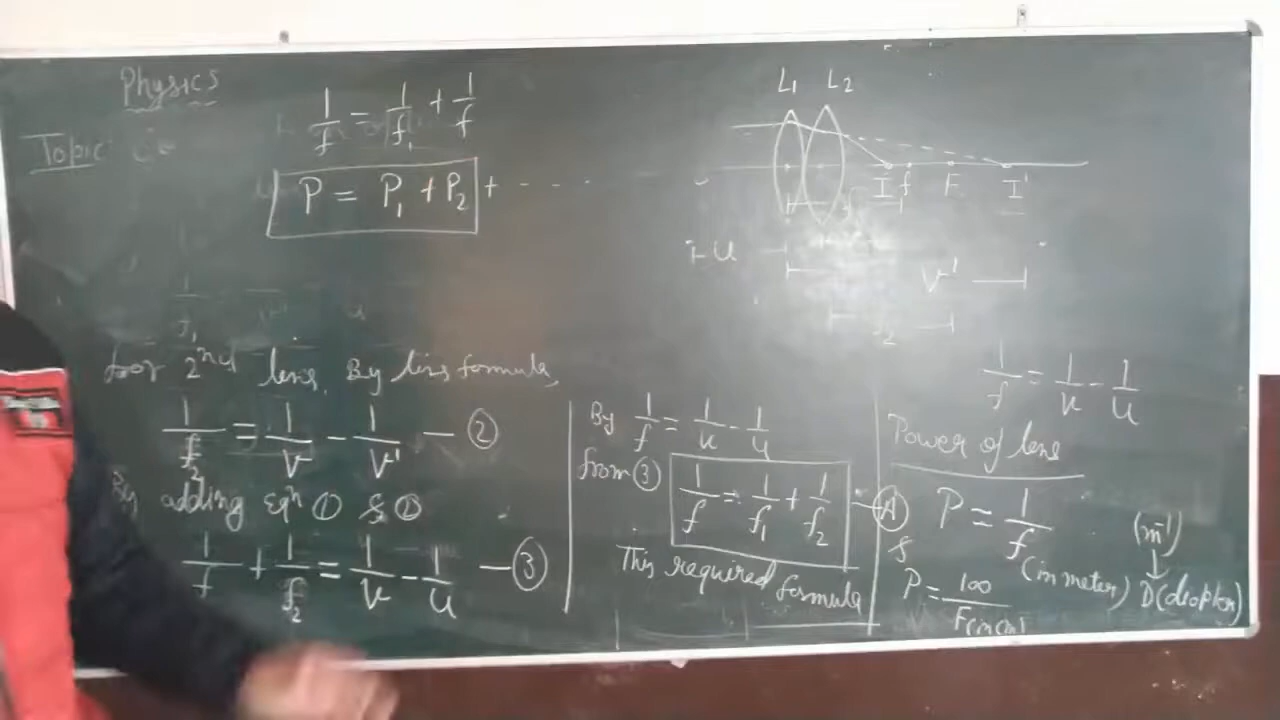 Physics
Topic
1/f = 1/f₁ + 1/f
P = P₁ + P₂ + - - - -
1/f₁ v' u
for 2nd lens, By lens formula,
1/f₂ = 1/v - 1/v' — ②
By adding eqn ① & ②
1/f + 1/f₂ = 1/v - 1/u — ③
By 1/f = 1/v - 1/u
from ③ 1/f = 1/f₁ + 1/f₂ — Ⓐ
This required formula
L₁ L₂
I f₁ F I'
-u
v'
1/f = 1/v - 1/u
Power of lens
P = 1/f (in meter)
&
P = 100/F(in cm)
(m⁻¹)
↓
D(diopter)